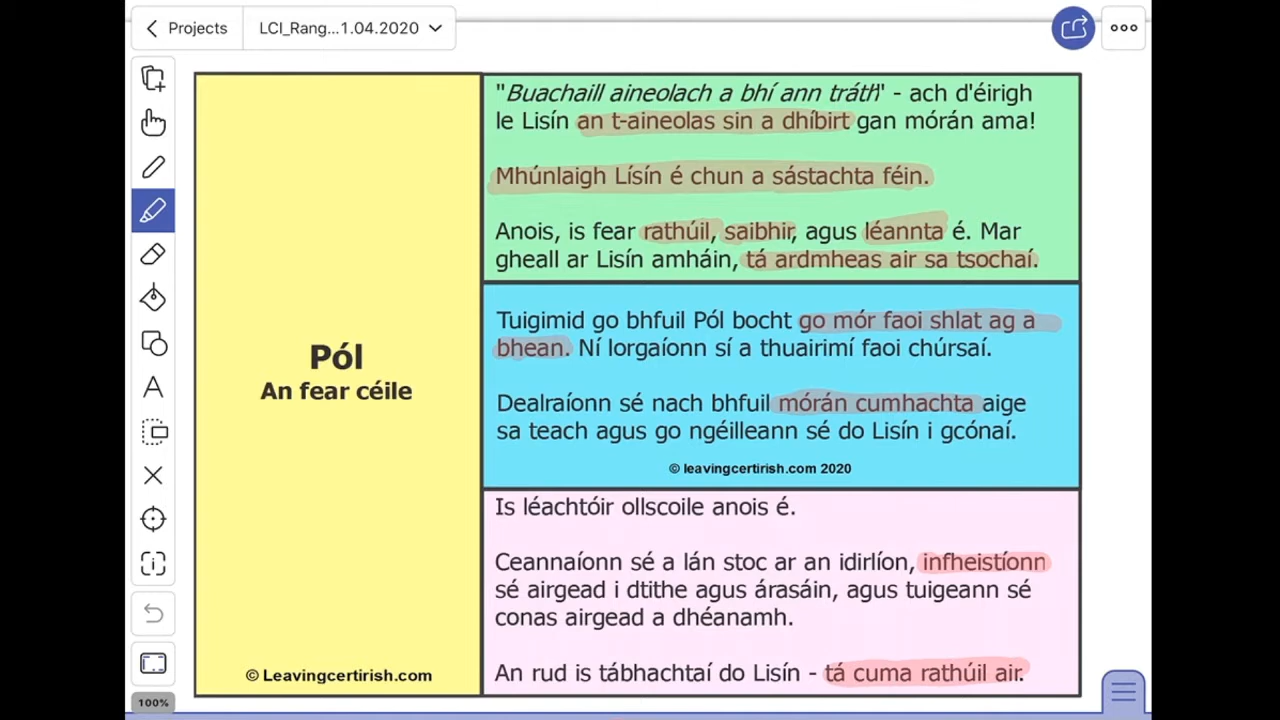 Projects
LCI_Rang...1.04.2020
"Buachaill aineolach a bhí ann tráth" - ach d'éirigh
le Lisín an t-aineolas sin a dhíbirt gan mórán ama!
Mhúnlaigh Lísín é chun a sástachta féin.
Anois, is fear rathúil, saibhir, agus léannta é. Mar
gheall ar Lisín amháin, tá ardmheas air sa tsochaí.
Pól
An fear céile
Tuigimid go bhfuil Pól bocht go mór faoi shlat ag a
bhean. Ní lorgaíonn sí a thuairimí faoi chúrsaí.
Dealraíonn sé nach bhfuil mórán cumhachta aige
sa teach agus go ngéilleann sé do Lisín i gcónaí.
© leavingcertirish.com 2020
Is léachtóir ollscoile anois é.
Ceannaíonn sé a lán stoc ar an idirlíon, infheistíonn
sé airgead i dtithe agus árasáin, agus tuigeann sé
conas airgead a dhéanamh.
An rud is tábhachtaí do Lisín - tá cuma rathúil air.
© Leavingcertirish.com
A
100%